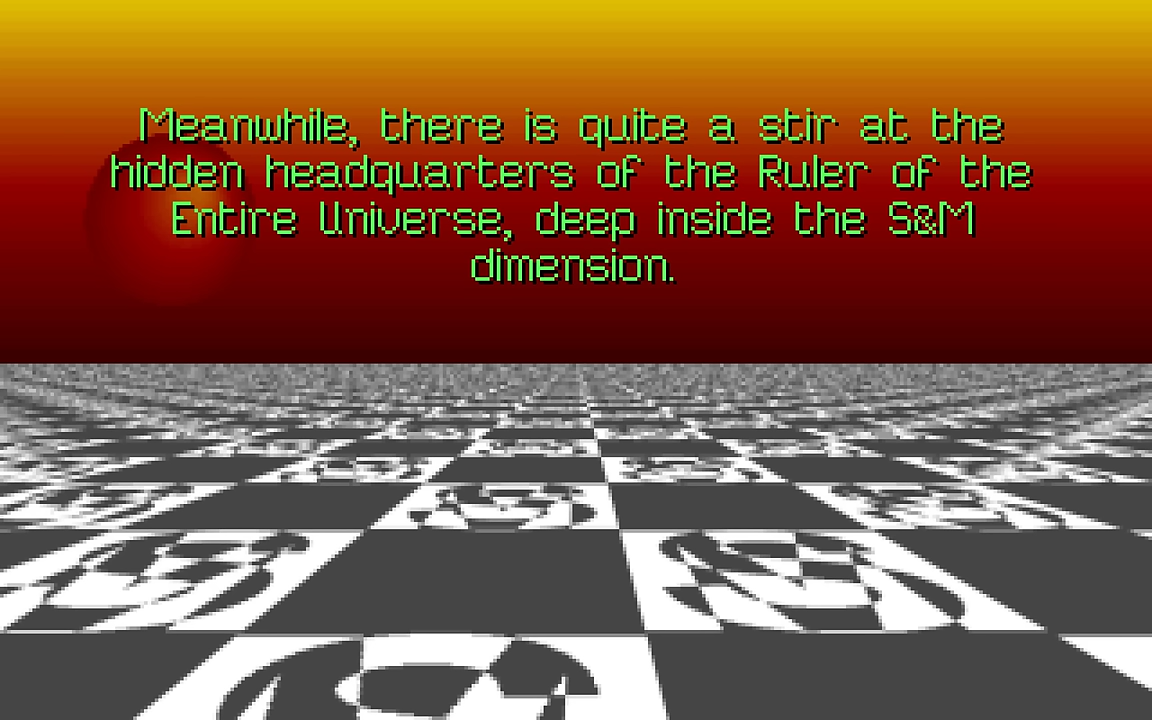 Meanwhile, there is quite a stir at the
hidden headquarters of the Ruler of the
Entire Universe, deep inside the S&M
dimension.